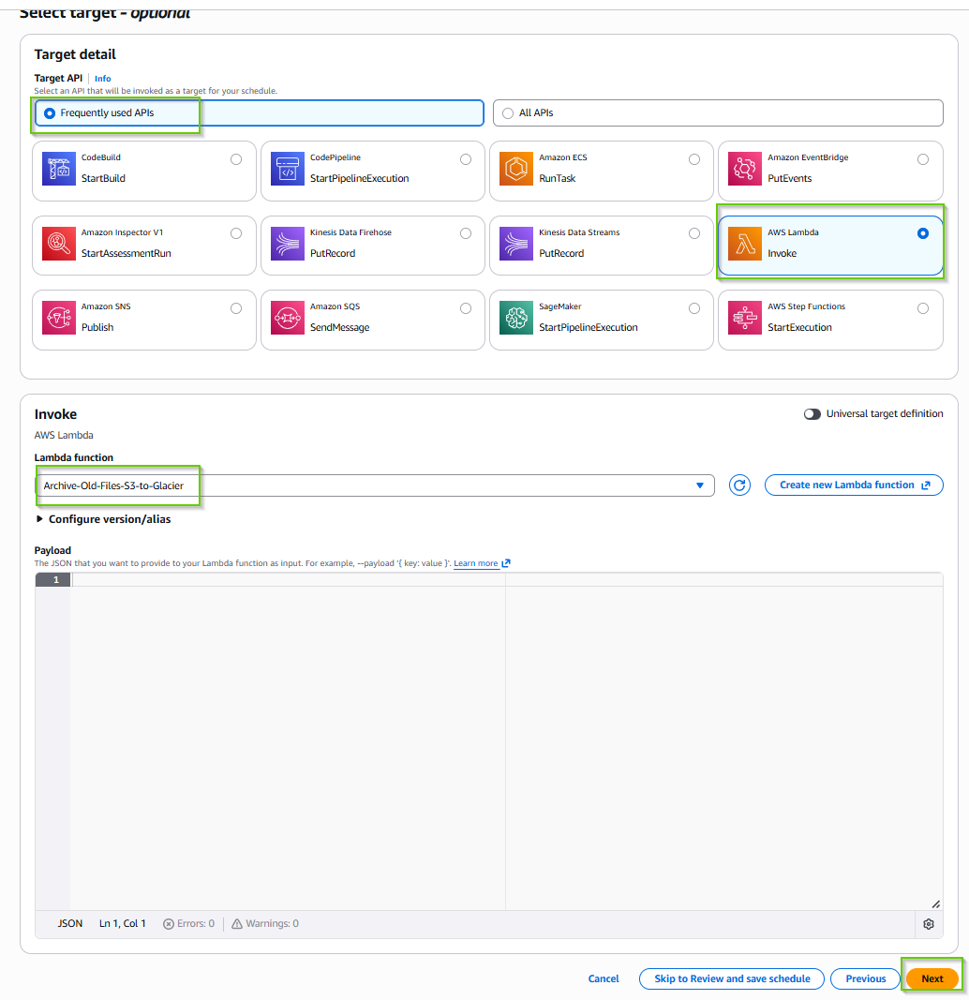 Select target - optional
Target detail
Target API Info
Select an API that will be invoked as a target for your schedule.
Frequently used APIs All APIs
CodeBuild
StartBuild
CodePipeline
StartPipelineExecution
Amazon ECS
RunTask
Amazon EventBridge
PutEvents
Amazon Inspector V1
StartAssessmentRun
Kinesis Data Firehose
PutRecord
Kinesis Data Streams
PutRecord
AWS Lambda
Invoke
Amazon SNS
Publish
Amazon SQS
SendMessage
SageMaker
StartPipelineExecution
AWS Step Functions
StartExecution
Invoke Universal target definition
AWS Lambda
Lambda function
Archive-Old-Files-S3-to-Glacier Create new Lambda function
Configure version/alias
Payload
The JSON that you want to provide to your Lambda function as input. For example, --payload '{ key: value }'. Learn more
1
JSON Ln 1, Col 1 Errors: 0 Warnings: 0
Cancel Skip to Review and save schedule Previous Next